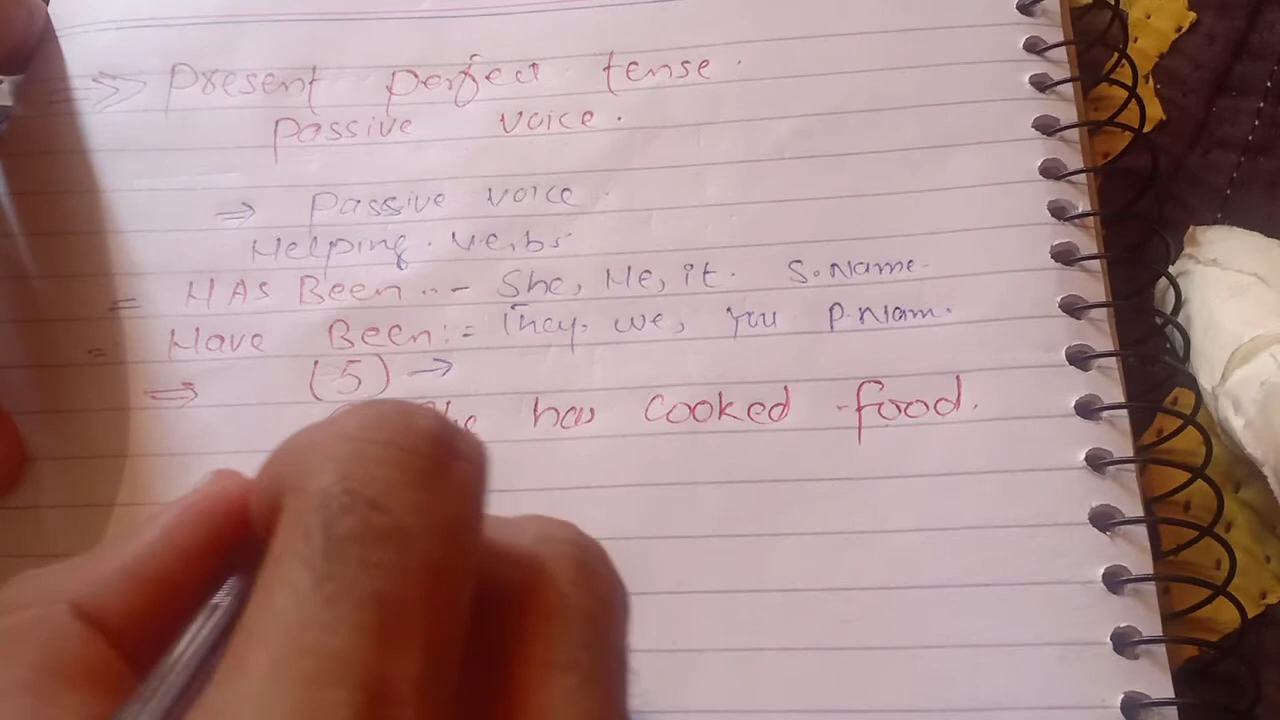 ⇒ Present perfect tense.
Passive voice.
⇒ Passive voice.
Helping verbs
= HAS Been..- She, He, it. S.Name-
= Have Been:= They. we, you P.Nam.
⇒ (5) →
has cooked food.